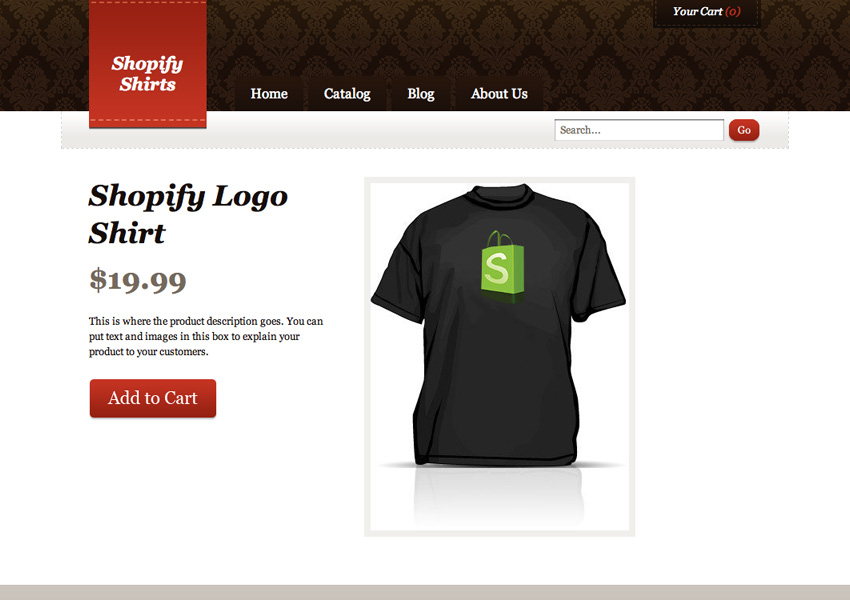 Your Cart (0)
Shopify
Shirts
Home Catalog Blog About Us
Search... Go
Shopify Logo
Shirt
$19.99
This is where the product description goes. You can
put text and images in this box to explain your
product to your customers.
Add to Cart
S